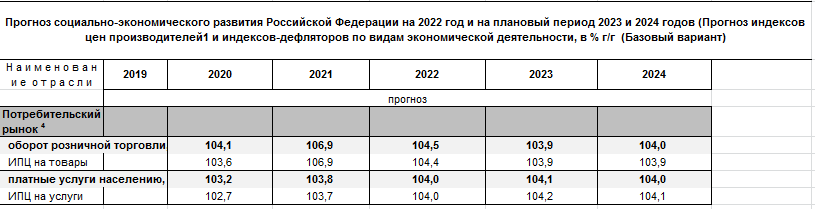 Прогноз социально-экономического развития Российской Федерации на 2022 год и на плановый период 2023 и 2024 годов (Прогноз индексов
цен производителей1 и индексов-дефляторов по видам экономической деятельности, в % г/г (Базовый вариант)
Наименован
ие отрасли 2019 2020 2021 2022 2023 2024
прогноз
Потребительский
рынок 4
оборот розничной торговли 104,1 106,9 104,5 103,9 104,0
ИПЦ на товары 103,6 106,9 104,4 103,9 103,9
платные услуги населению, 103,2 103,8 104,0 104,1 104,0
ИПЦ на услуги 102,7 103,7 104,0 104,2 104,1